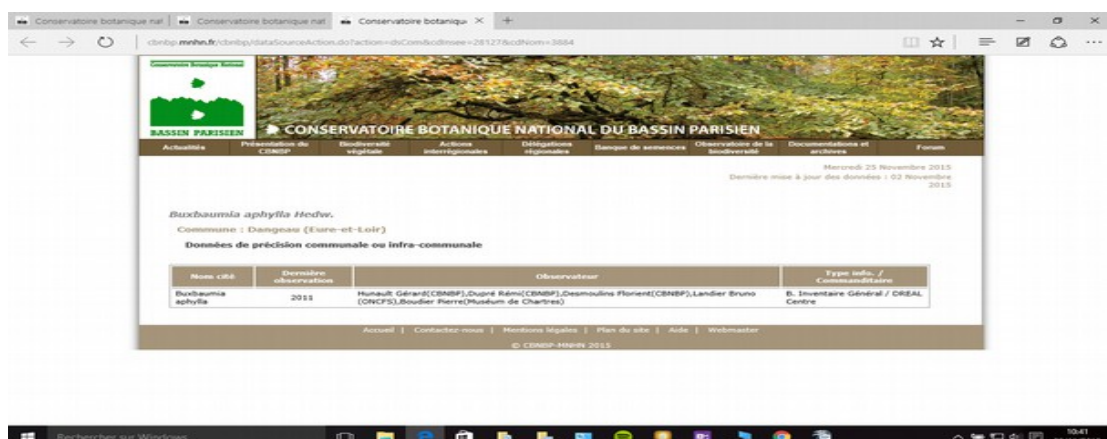 Conservatoire botanique nat Conservatoire botanique nat Conservatoire botaniqu
cbnbp.mnhn.fr/cbnbp/dataSourceAction.do?action=dsCom&cdInsee=28127&cdNom=3884
Conservatoire Botanique National
BASSIN PARISIEN
CONSERVATOIRE BOTANIQUE NATIONAL DU BASSIN PARISIEN
Actualités Présentation du CBNBP Biodiversité végétale Actions interrégionales Délégations régionales Banque de semences Observatoire de la biodiversité Documentations et archives Forum
Mercredi 25 Novembre 2015
Dernière mise à jour des données : 02 Novembre
2015
Buxbaumia aphylla Hedw.
Commune : Dangeau (Eure-et-Loir)
Données de précision communale ou infra-communale
Nom cité Dernière observation Observateur Type info. / Commanditaire
Buxbaumia aphylla 2011 Hunault Gérard(CBNBP),Dupré Rémi(CBNBP),Desmoulins Florient(CBNBP),Landier Bruno (ONCFS),Boudier Pierre(Muséum de Chartres) B. Inventaire Général / DREAL Centre
Accueil | Contactez-nous | Mentions légales | Plan du site | Aide | Webmaster
© CBNBP-MNHN 2015
Rechercher sur Windows
10:41